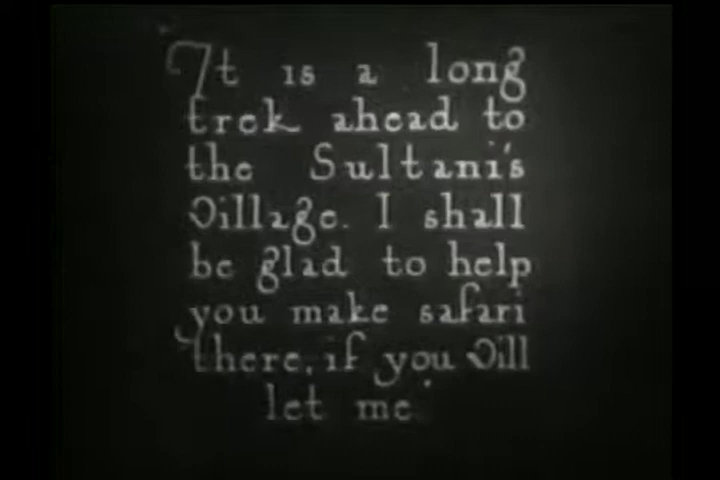 It is a long
trek ahead to
the Sultani's
village. I shall
be glad to help
you make safari
there, if you vill
let me.